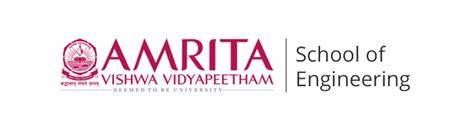 AMRITA
VISHWA VIDYAPEETHAM
DEEMED TO BE UNIVERSITY
School of
Engineering